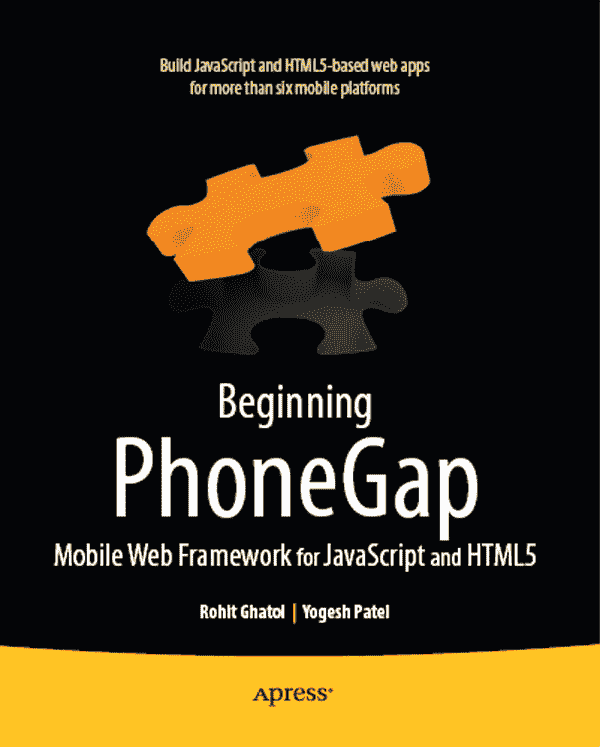 Build JavaScript and HTML5-based web apps
for more than six mobile platforms
Beginning
PhoneGap
Mobile Web Framework for JavaScript and HTML5
Rohit Ghatol | Yogesh Patel
Apress®